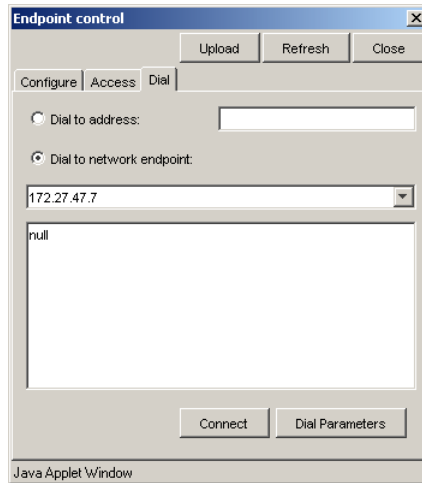 Endpoint control
Upload Refresh Close
Configure Access Dial
Dial to address:
Dial to network endpoint:
172.27.47.7
null
Connect Dial Parameters
Java Applet Window